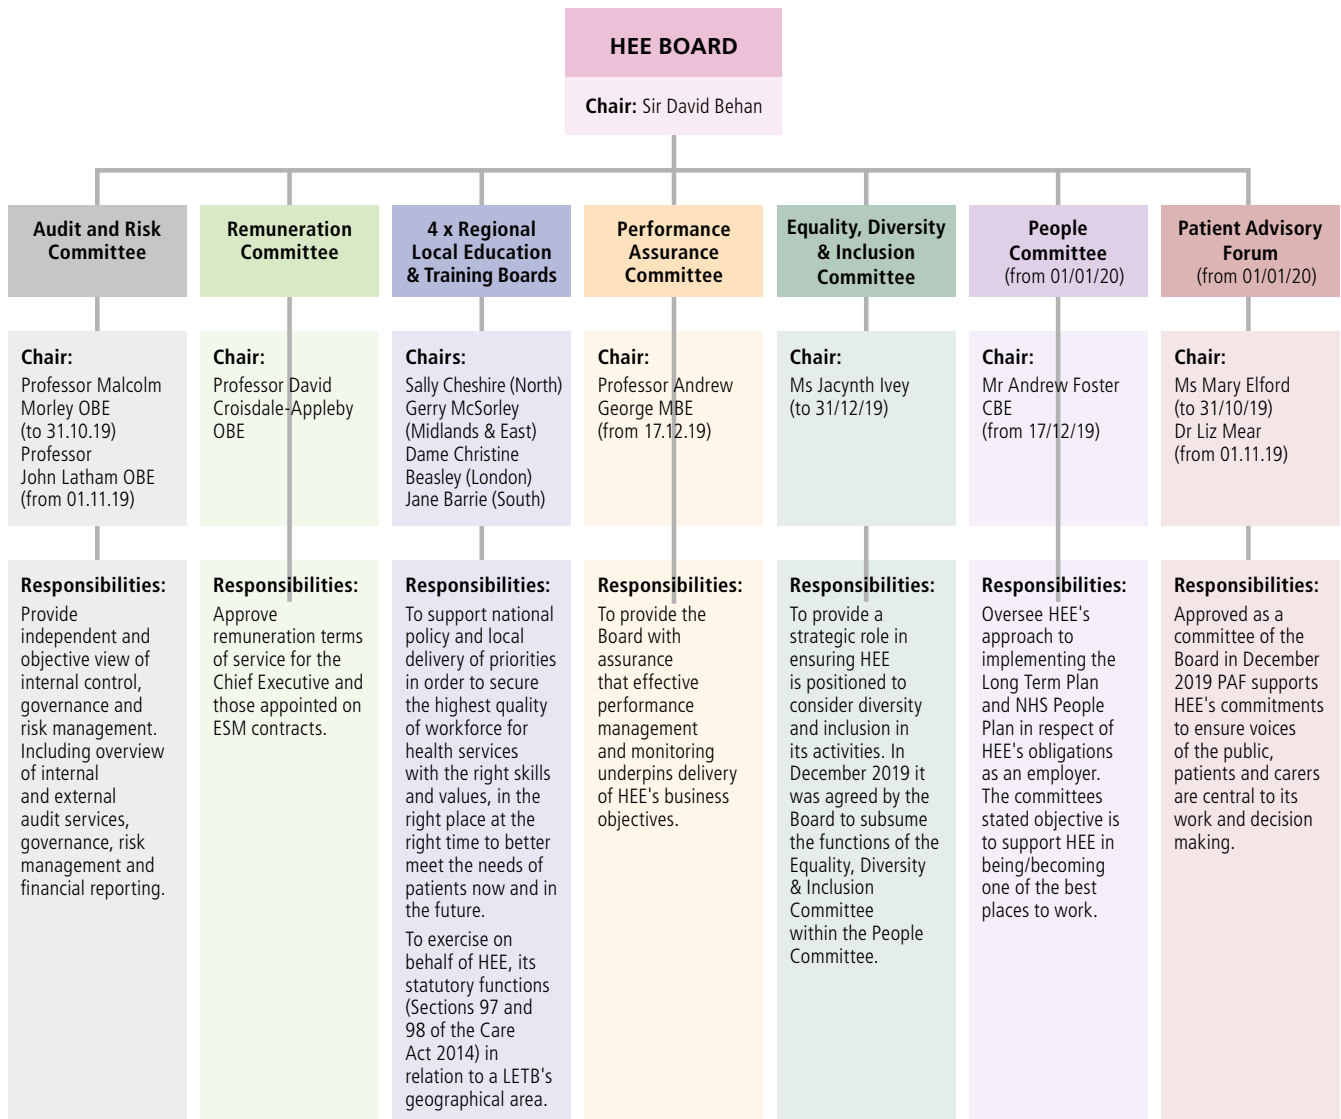 HEE BOARD
Chair: Sir David Behan
Audit and Risk
Committee
Remuneration
Committee
4 x Regional
Local Education
& Training Boards
Performance
Assurance
Committee
Equality, Diversity
& Inclusion
Committee
People
Committee
(from 01/01/20)
Patient Advisory
Forum
(from 01/01/20)
Chair:
Professor Malcolm
Morley OBE
(to 31.10.19)
Professor
John Latham OBE
(from 01.11.19)
Chair:
Professor David
Croisdale-Appleby
OBE
Chairs:
Sally Cheshire (North)
Gerry McSorley
(Midlands & East)
Dame Christine
Beasley (London)
Jane Barrie (South)
Chair:
Professor Andrew
George MBE
(from 17.12.19)
Chair:
Ms Jacynth Ivey
(to 31/12/19)
Chair:
Mr Andrew Foster
CBE
(from 17/12/19)
Chair:
Ms Mary Elford
(to 31/10/19)
Dr Liz Mear
(from 01.11.19)
Responsibilities:
Provide
independent and
objective view of
internal control,
governance and
risk management.
Including overview
of internal
and external
audit services,
governance, risk
management and
financial reporting.
Responsibilities:
Approve
remuneration terms
of service for the
Chief Executive and
those appointed on
ESM contracts.
Responsibilities:
To support national
policy and local
delivery of priorities
in order to secure
the highest quality
of workforce for
health services
with the right skills
and values, in the
right place at the
right time to better
meet the needs of
patients now and in
the future.
To exercise on
behalf of HEE, its
statutory functions
(Sections 97 and
98 of the Care
Act 2014) in
relation to a LETB's
geographical area.
Responsibilities:
To provide the
Board with
assurance
that effective
performance
management
and monitoring
underpins delivery
of HEE's business
objectives.
Responsibilities:
To provide a
strategic role in
ensuring HEE
is positioned to
consider diversity
and inclusion in
its activities. In
December 2019 it
was agreed by the
Board to subsume
the functions of the
Equality, Diversity
& Inclusion
Committee
within the People
Committee.
Responsibilities:
Oversee HEE's
approach to
implementing the
Long Term Plan
and NHS People
Plan in respect of
HEE's obligations
as an employer.
The committees
stated objective is
to support HEE in
being/becoming
one of the best
places to work.
Responsibilities:
Approved as a
committee of the
Board in December
2019 PAF supports
HEE's commitments
to ensure voices
of the public,
patients and carers
are central to its
work and decision
making.